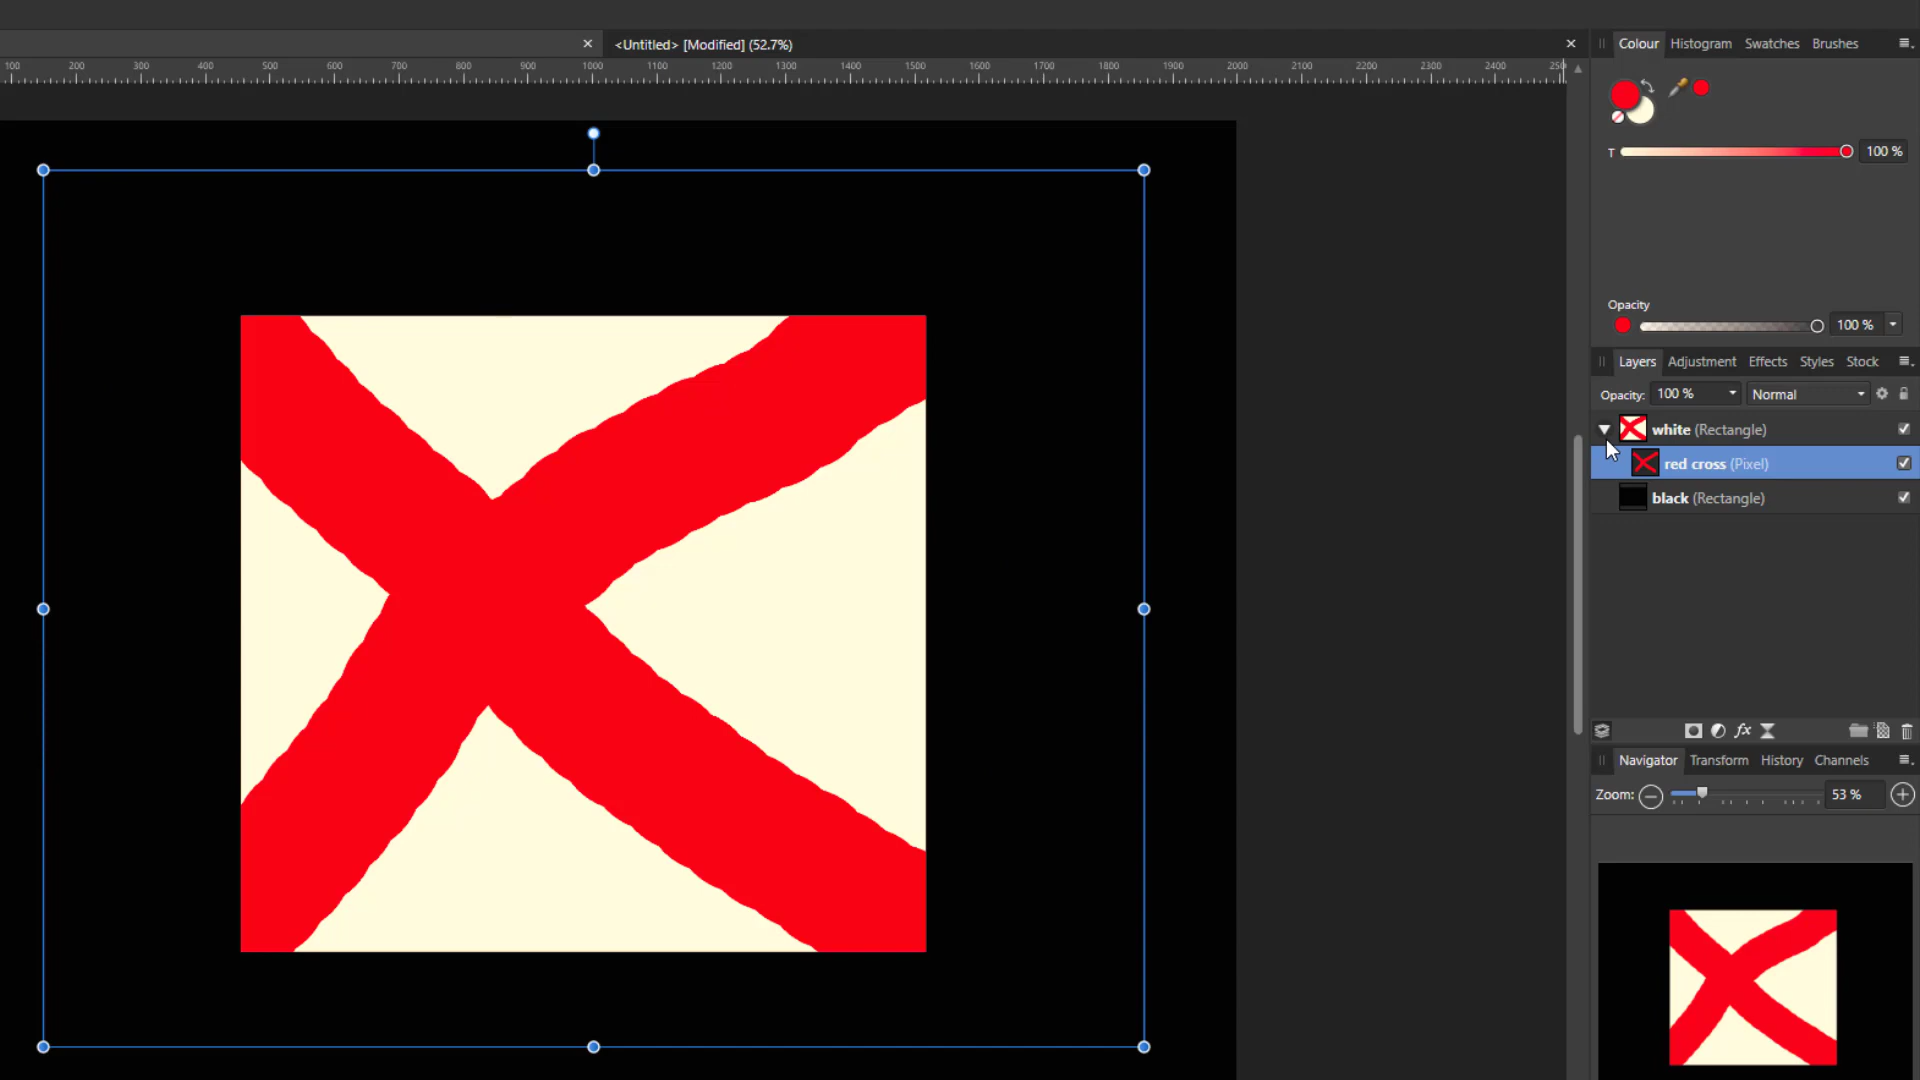 <Untitled> [Modified] (52.7%)
Colour Histogram Swatches Brushes
100 200 300 400 500 600 700 800 900 1000 1100 1200 1300 1400 1500 1600 1700 1800 1900 2000 2100 2200 2300 2400
T 100 %
Opacity
100 %
Layers Adjustment Effects Styles Stock
Opacity: 100 % Normal
white (Rectangle)
red cross (Pixel)
black (Rectangle)
fx
Navigator Transform History Channels
Zoom: 53 %